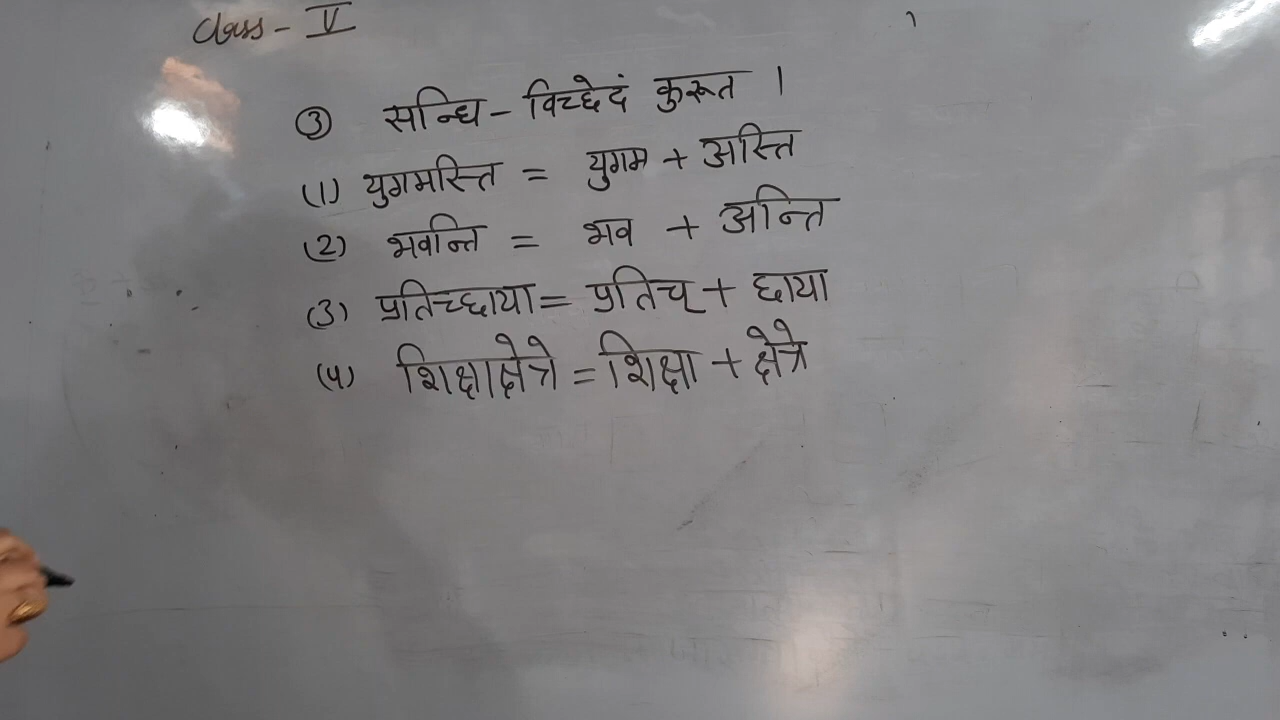 Class - V
③ सन्धि - विच्छेदं कुरूत ।
(1) युगमस्ति = युगम + अस्ति
(2) भवन्ति = भव + अन्ति
(3) प्रतिच्छाया = प्रतिच् + छाया
(4) शिक्षाक्षेत्रे = शिक्षा + क्षेत्रे